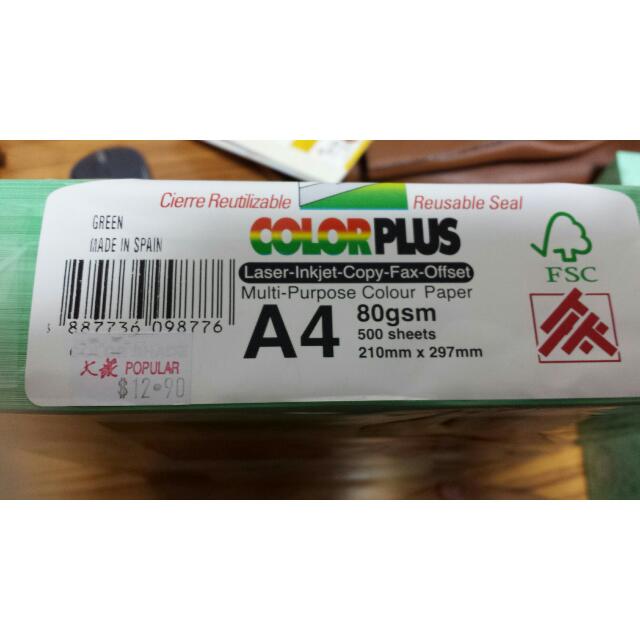 Cierre Reutilizable
Reusable Seal
GREEN
MADE IN SPAIN
COLORPLUS
Laser-Inkjet-Copy-Fax-Offset
Multi-Purpose Colour Paper
A4
80gsm
500 sheets
210mm x 297mm
FSC
887736 098776
大衆 POPULAR
$12.90